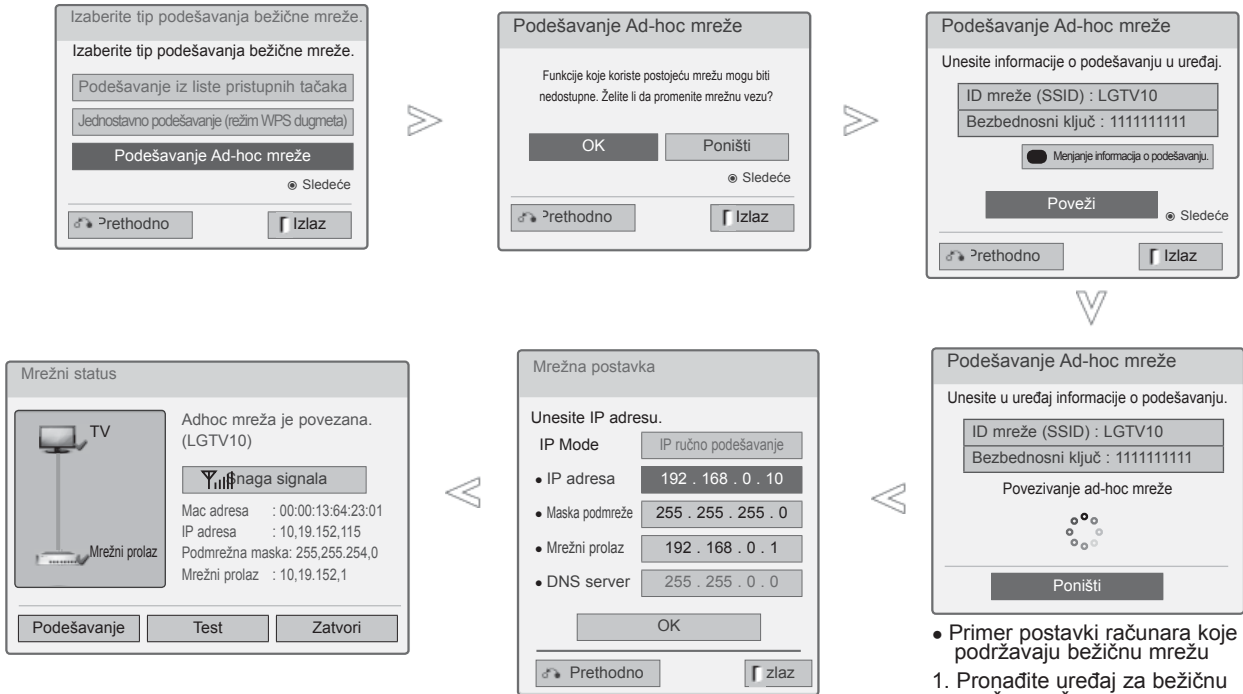 Izaberite tip podešavanja bežične mreže.
Izaberite tip podešavanja bežične mreže.
Podešavanje iz liste pristupnih tačaka
Jednostavno podešavanje (režim WPS dugmeta)
Podešavanje Ad-hoc mreže
Sledeće
Prethodno
Izlaz
Podešavanje Ad-hoc mreže
Funkcije koje koriste postojeću mrežu mogu biti
nedostupne. Želite li da promenite mrežnu vezu?
OK
Poništi
Sledeće
Prethodno
Izlaz
Podešavanje Ad-hoc mreže
Unesite informacije o podešavanju u uređaj.
ID mreže (SSID) : LGTV10
Bezbednosni ključ : 1111111111
Menjanje informacija o podešavanju.
Poveži
Sledeće
Prethodno
Izlaz
Podešavanje Ad-hoc mreže
Unesite u uređaj informacije o podešavanju.
ID mreže (SSID) : LGTV10
Bezbednosni ključ : 1111111111
Povezivanje ad-hoc mreže
Poništi
• Primer postavki računara koje
podržavaju bežičnu mrežu
1. Pronađite uređaj za bežičnu
Mrežna postavka
Unesite IP adresu.
IP Mode IP ručno podešavanje
• IP adresa 192 . 168 . 0 . 10
• Maska podmreže 255 . 255 . 255 . 0
• Mrežni prolaz 192 . 168 . 0 . 1
• DNS server 255 . 255 . 0 . 0
OK
Prethodno
zlaz
Mrežni status
TV
Mrežni prolaz
Adhoc mreža je povezana.
(LGTV10)
Snaga signala
Mac adresa : 00:00:13:64:23:01
IP adresa : 10,19.152,115
Podmrežna maska: 255,255.254,0
Mrežni prolaz : 10,19.152,1
Podešavanje
Test
Zatvori